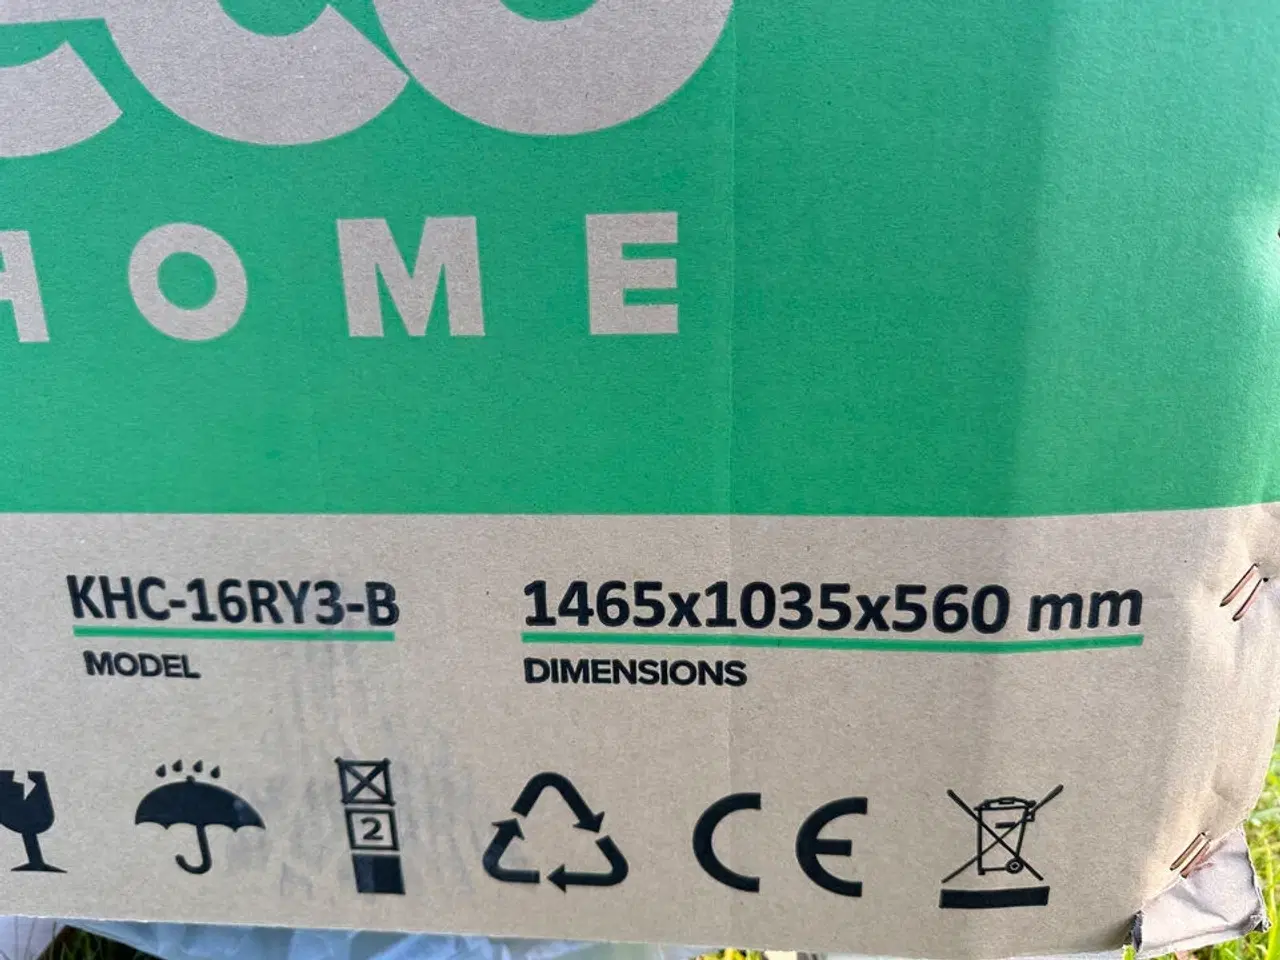 HOME
KHC-16RY3-B
MODEL
1465x1035x560 mm
DIMENSIONS
2
CE